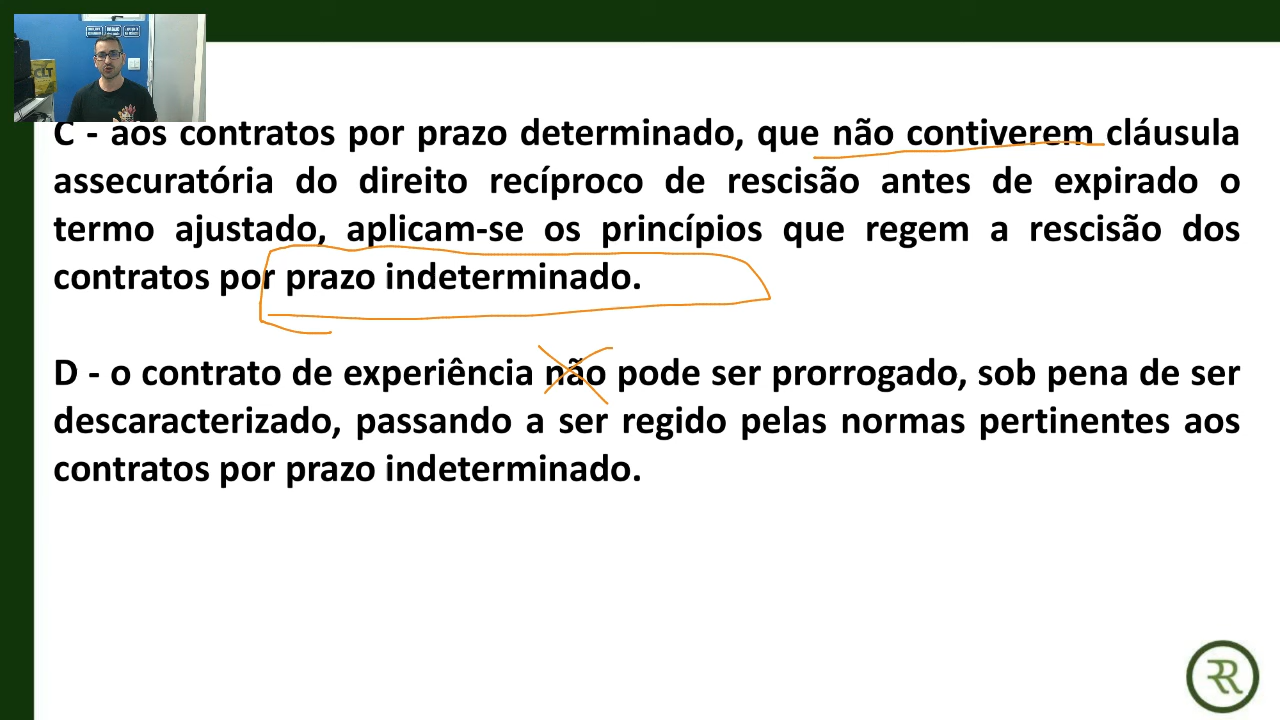 CLT
C - aos contratos por prazo determinado, que não contiverem cláusula
assecuratória do direito recíproco de rescisão antes de expirado o
termo ajustado, aplicam-se os princípios que regem a rescisão dos
contratos por prazo indeterminado.
D - o contrato de experiência não pode ser prorrogado, sob pena de ser
descaracterizado, passando a ser regido pelas normas pertinentes aos
contratos por prazo indeterminado.
RR